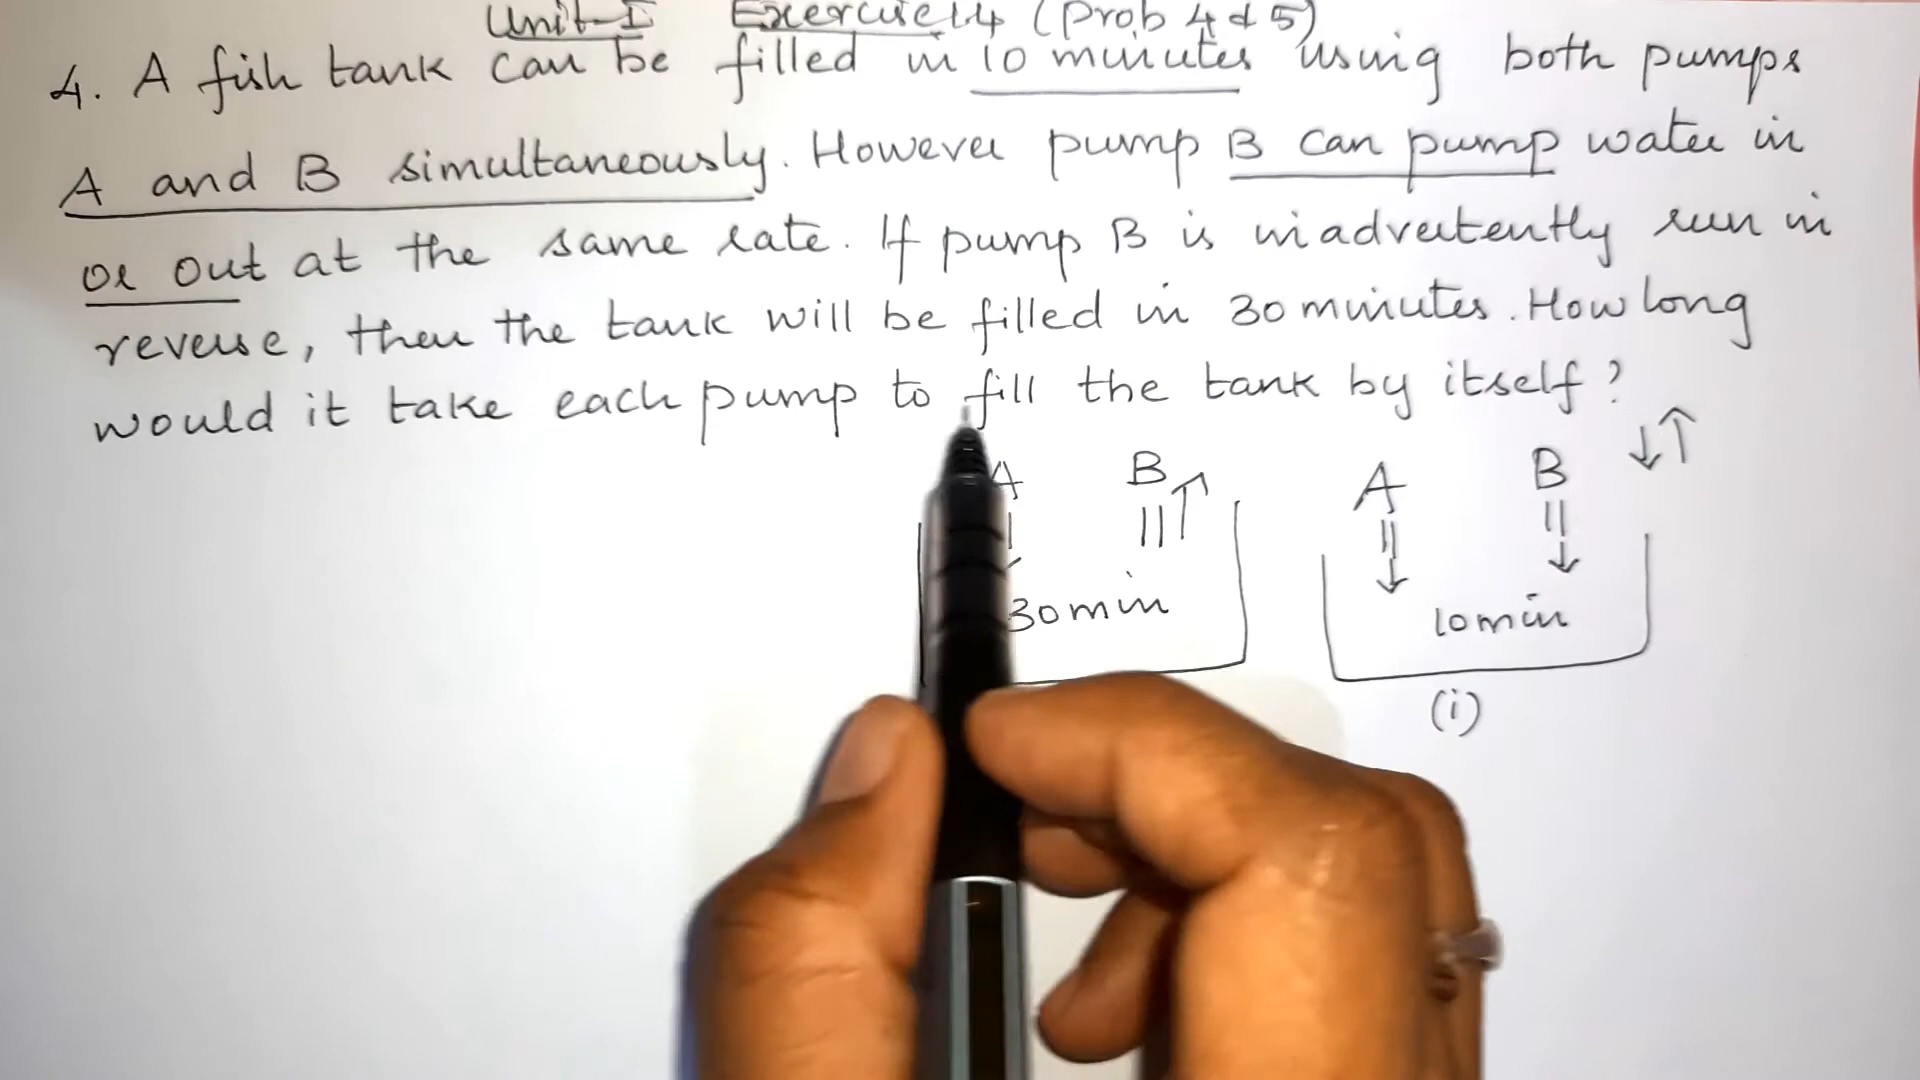 Unit-I Exercise 1.4 (Prob 4 & 5)
4. A fish tank can be filled in 10 minutes using both pumps
A and B simultaneously. However pump B can pump water in
or out at the same rate. If pump B is inadvertently run in
reverse, then the tank will be filled in 30 minutes. How long
would it take each pump to fill the tank by itself?
A B A B
30 min 10 min
(i)